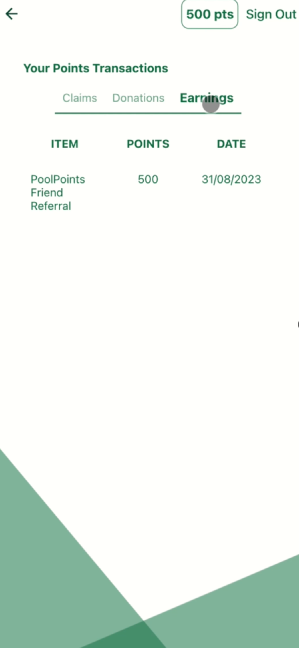 500 pts Sign Out
Your Points Transactions
Claims Donations Earnings
ITEM POINTS DATE
PoolPoints 500 31/08/2023
Friend
Referral